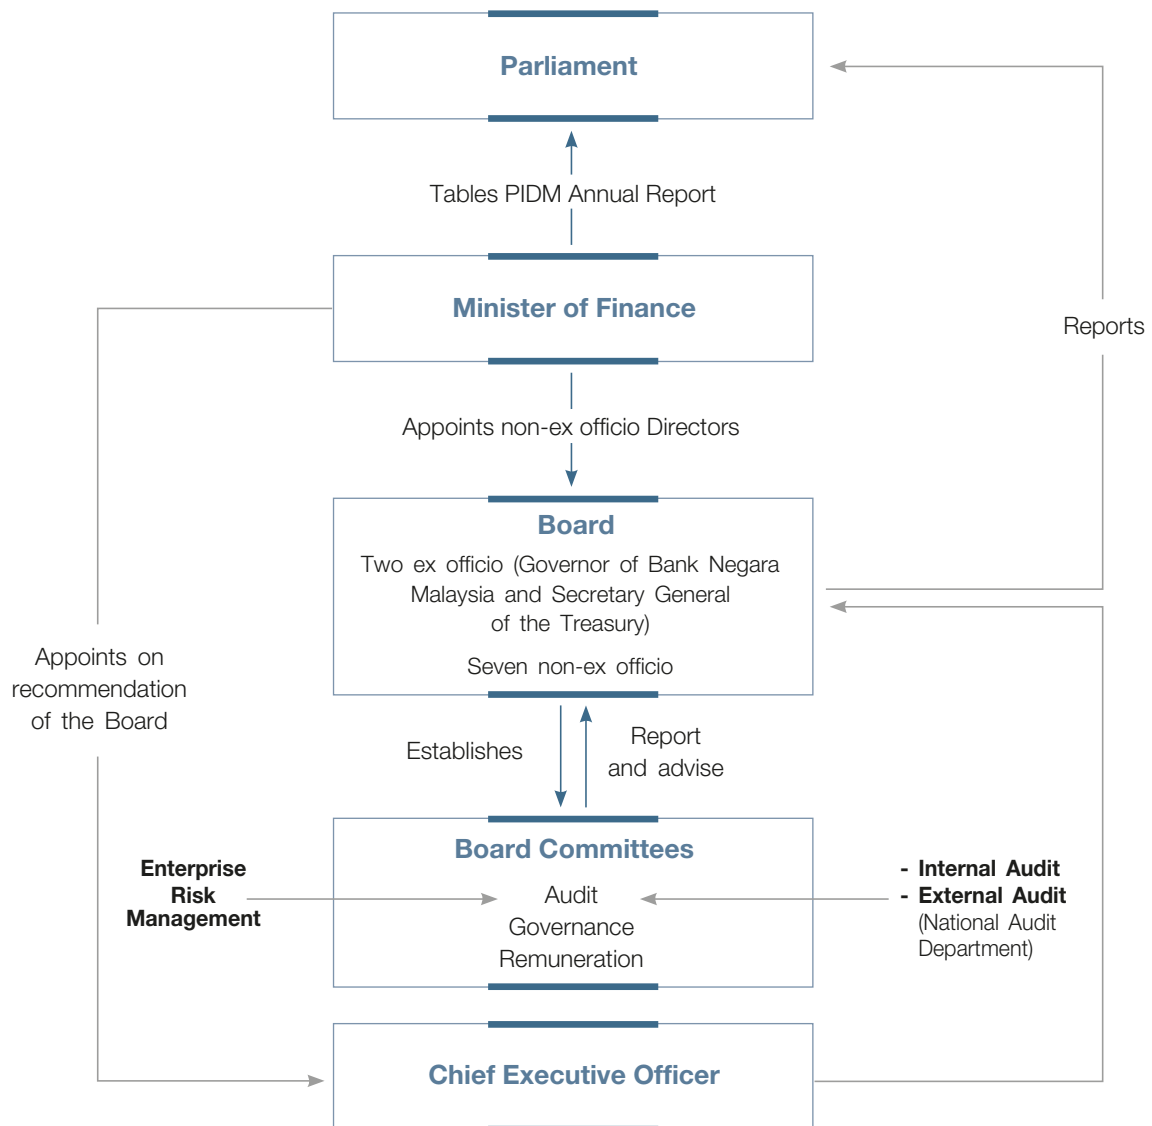 Parliament
Tables PIDM Annual Report
Minister of Finance
Reports
Appoints non-ex officio Directors
Board
Two ex officio (Governor of Bank Negara
Malaysia and Secretary General
of the Treasury)
Seven non-ex officio
Appoints on
recommendation
of the Board
Establishes
Report
and advise
Board Committees
Enterprise
Risk
Management
Audit
Governance
Remuneration
- Internal Audit
- External Audit
(National Audit
Department)
Chief Executive Officer